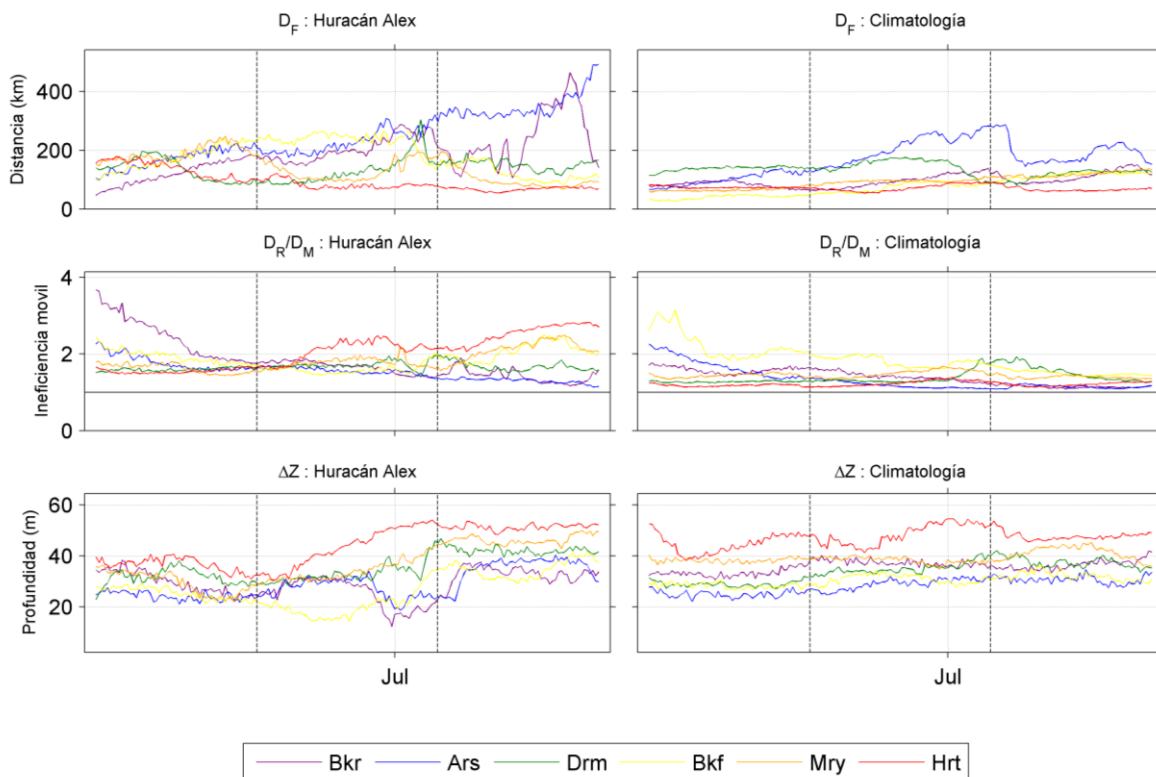 D_F : Huracán Alex
D_F : Climatología
Distancia (km)
400
200
0
D_R/D_M : Huracán Alex
D_R/D_M : Climatología
Ineficiencia movil
4
2
0
ΔZ : Huracán Alex
ΔZ : Climatología
Profundidad (m)
60
40
20
Jul
Jul
Bkr Ars Drm Bkf Mry Hrt